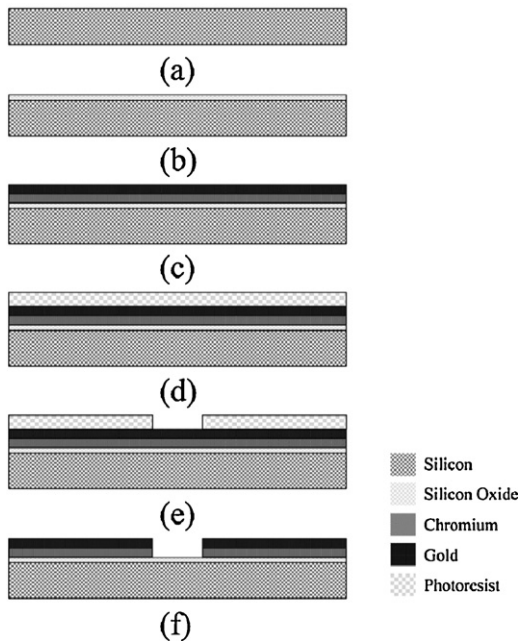 (a)
(b)
(c)
(d)
(e)
(f)
Silicon
Silicon Oxide
Chromium
Gold
Photoresist